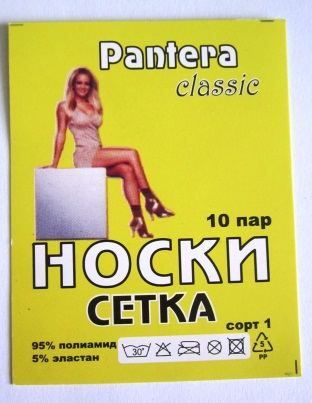 Pantera
classic
10 пар
НОСКИ
СЕТКА
сорт 1
95% полиамид
5% эластан
30°
5
PP